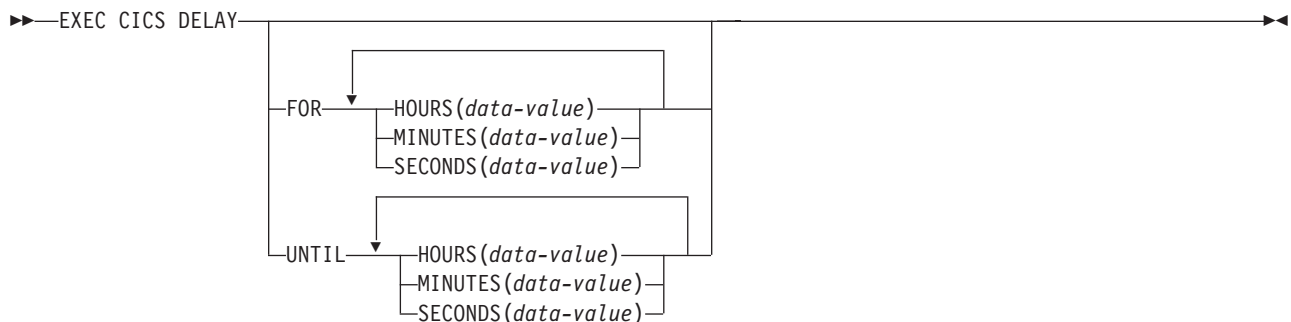 EXEC CICS DELAY
FOR HOURS(data-value)
MINUTES(data-value)
SECONDS(data-value)
UNTIL HOURS(data-value)
MINUTES(data-value)
SECONDS(data-value)